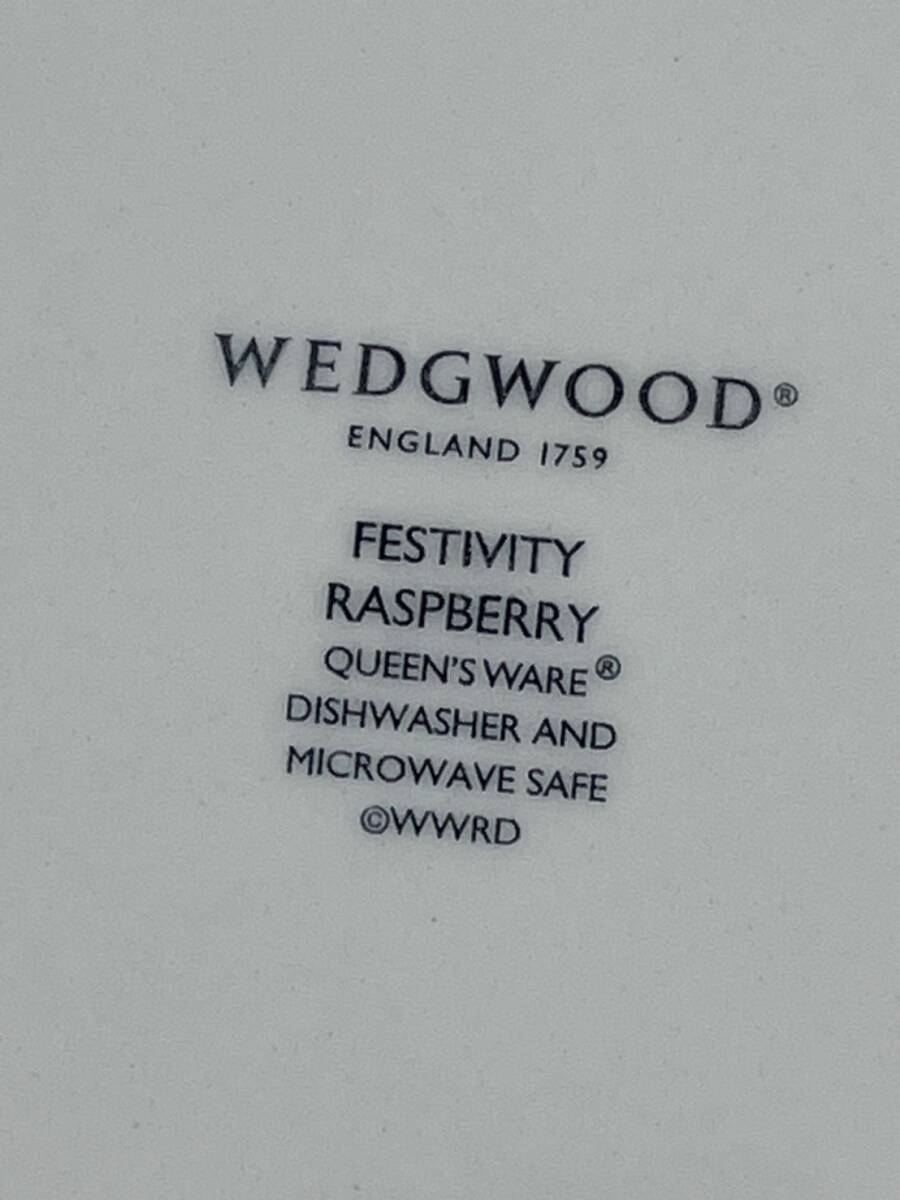 WEDGWOOD®
ENGLAND 1759
FESTIVITY
RASPBERRY
QUEEN'S WARE®
DISHWASHER AND
MICROWAVE SAFE
©WWRD